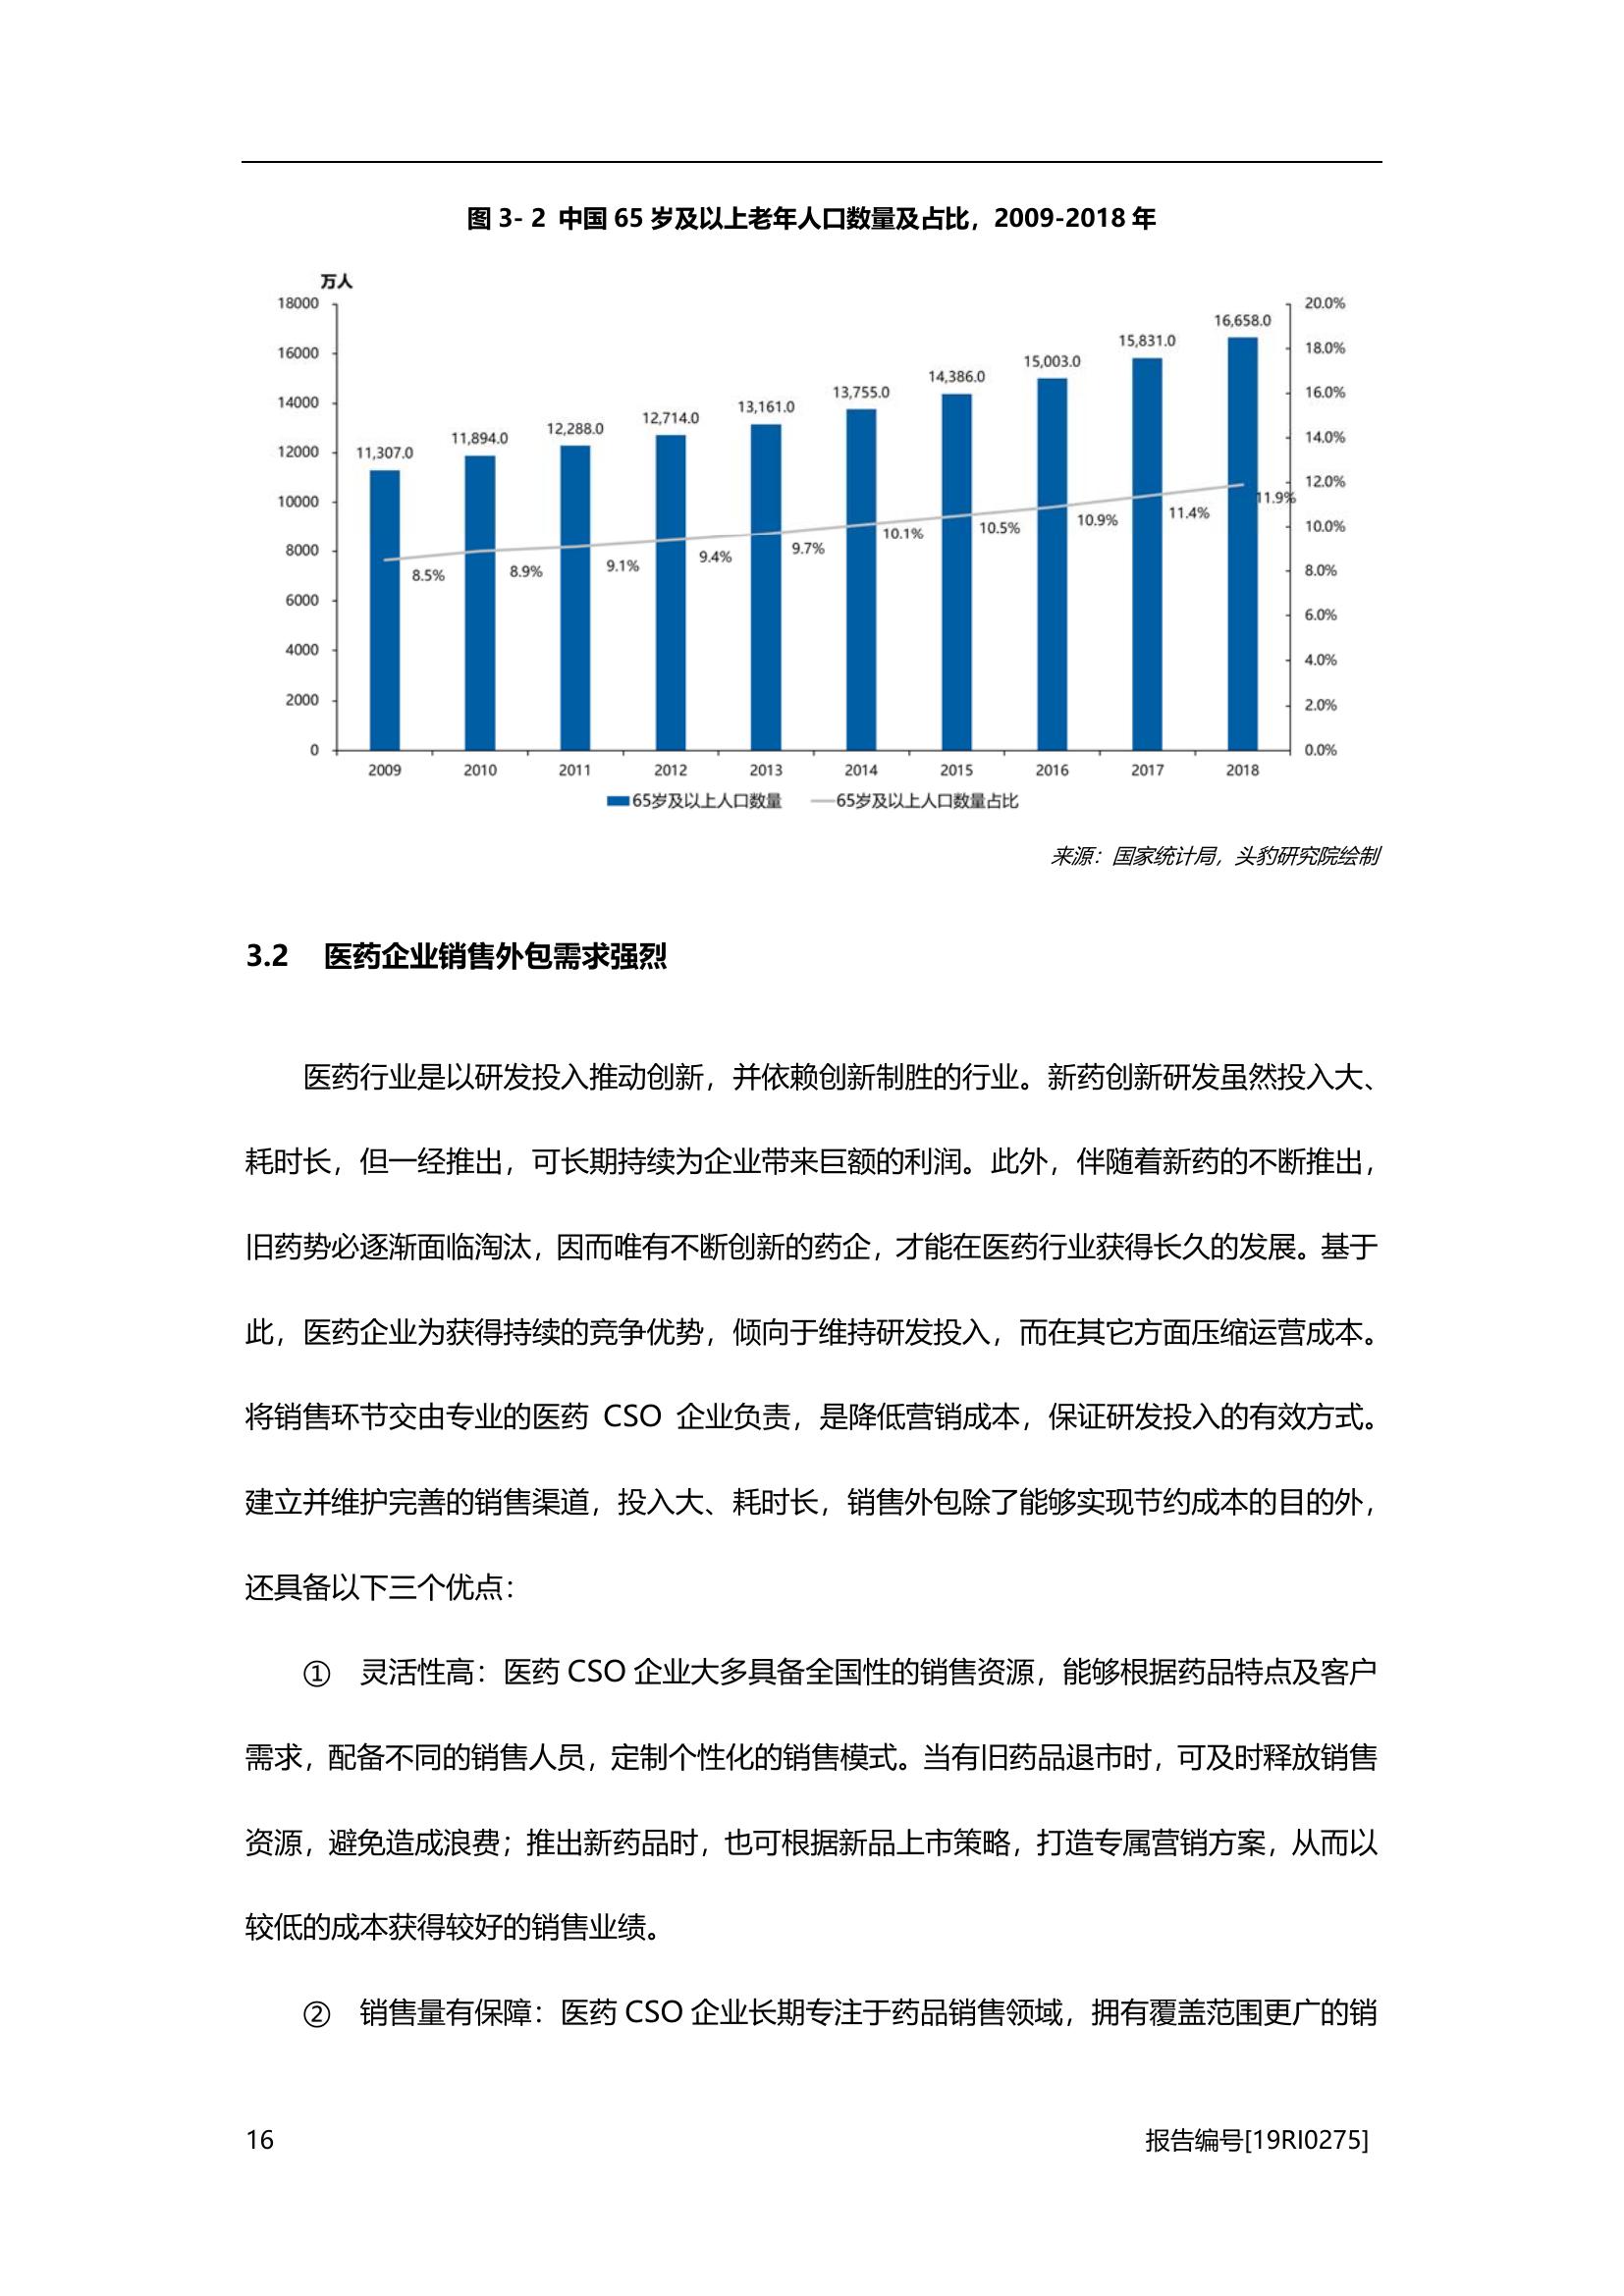 图 3- 2 中国 65 岁及以上老年人口数量及占比，2009-2018 年
万人
18000
16000
14000
12000
10000
8000
6000
4000
2000
0
20.0%
18.0%
16.0%
14.0%
12.0%
10.0%
8.0%
6.0%
4.0%
2.0%
0.0%
11,307.0
11,894.0
12,288.0
12,714.0
13,161.0
13,755.0
14,386.0
15,003.0
15,831.0
16,658.0
8.5%
8.9%
9.1%
9.4%
9.7%
10.1%
10.5%
10.9%
11.4%
11.9%
2009 2010 2011 2012 2013 2014 2015 2016 2017 2018
65岁及以上人口数量 65岁及以上人口数量占比
来源：国家统计局，头豹研究院绘制
3.2 医药企业销售外包需求强烈
医药行业是以研发投入推动创新，并依赖创新制胜的行业。新药创新研发虽然投入大、
耗时长，但一经推出，可长期持续为企业带来巨额的利润。此外，伴随着新药的不断推出，
旧药势必逐渐面临淘汰，因而唯有不断创新的药企，才能在医药行业获得长久的发展。基于
此，医药企业为获得持续的竞争优势，倾向于维持研发投入，而在其它方面压缩运营成本。
将销售环节交由专业的医药 CSO 企业负责，是降低营销成本，保证研发投入的有效方式。
建立并维护完善的销售渠道，投入大、耗时长，销售外包除了能够实现节约成本的目的外，
还具备以下三个优点：
① 灵活性高：医药 CSO 企业大多具备全国性的销售资源，能够根据药品特点及客户
需求，配备不同的销售人员，定制个性化的销售模式。当有旧药品退市时，可及时释放销售
资源，避免造成浪费；推出新药品时，也可根据新品上市策略，打造专属营销方案，从而以
较低的成本获得较好的销售业绩。
② 销售量有保障：医药 CSO 企业长期专注于药品销售领域，拥有覆盖范围更广的销
16 报告编号[19RI0275]